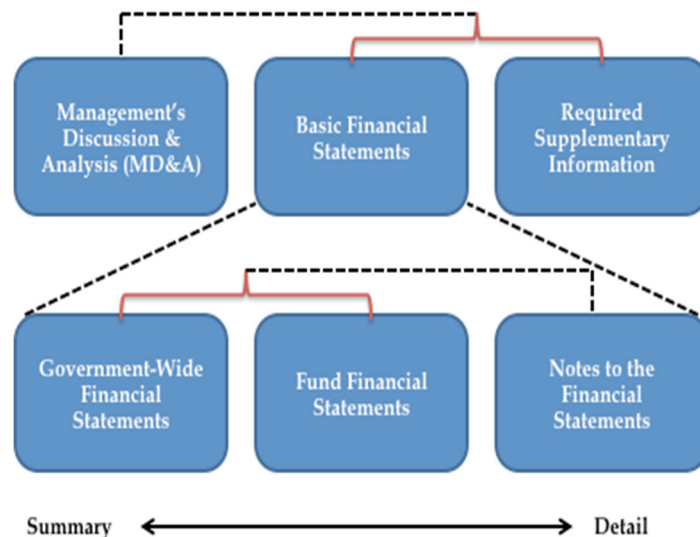 Management's
Discussion &
Analysis (MD&A)
Basic Financial
Statements
Required
Supplementary
Information
Government-Wide
Financial
Statements
Fund Financial
Statements
Notes to the
Financial
Statements
Summary
Detail